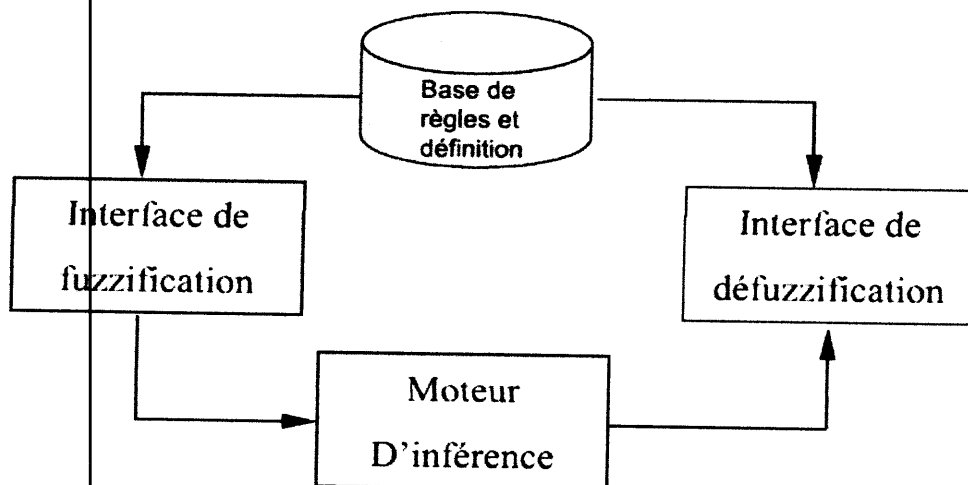 Base de
règles et
définition
Interface de
fuzzification
Interface de
défuzzification
Moteur
D'inférence